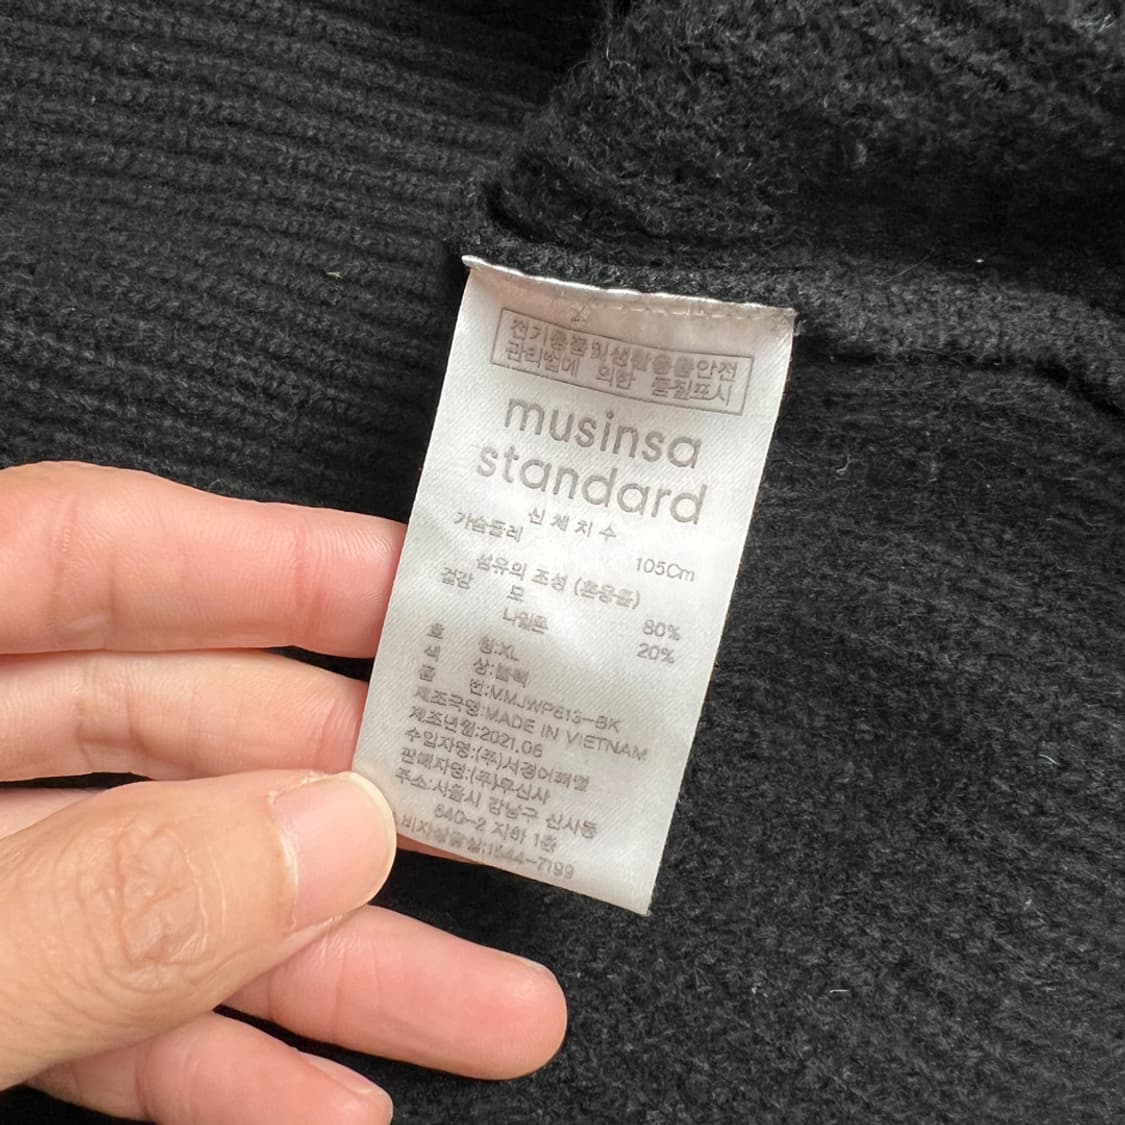 전기용품 및 생활용품 안전
관리법에 의한 품질표시
musinsa
standard
신 체 치 수
가슴둘레 105Cm
섬유의 조성 (혼용률)
겉감 모 80%
나일론 20%
호 칭:XL
색 상:블랙
품 번:MMJWP813-BK
제조국명:MADE IN VIETNAM
제조년월:2021.06
수입자명:(주)서경어패럴
판매자명:(주)무신사
주소:서울시 강남구 신사동
640-2 지하 1층
비자상담실:1544-7199